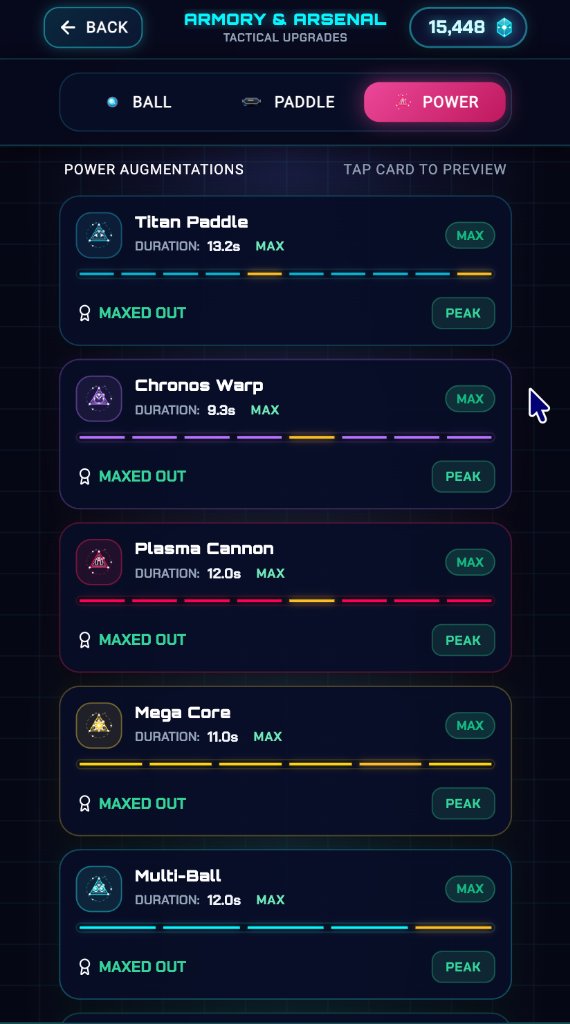 BACK
ARMORY & ARSENAL
TACTICAL UPGRADES
15,448
BALL
PADDLE
POWER
POWER AUGMENTATIONS
TAP CARD TO PREVIEW
Titan Paddle
MAX
DURATION: 13.2s MAX
MAXED OUT
PEAK
Chronos Warp
MAX
DURATION: 9.3s MAX
MAXED OUT
PEAK
Plasma Cannon
MAX
DURATION: 12.0s MAX
MAXED OUT
PEAK
Mega Core
MAX
DURATION: 11.0s MAX
MAXED OUT
PEAK
Multi-Ball
MAX
DURATION: 12.0s MAX
MAXED OUT
PEAK